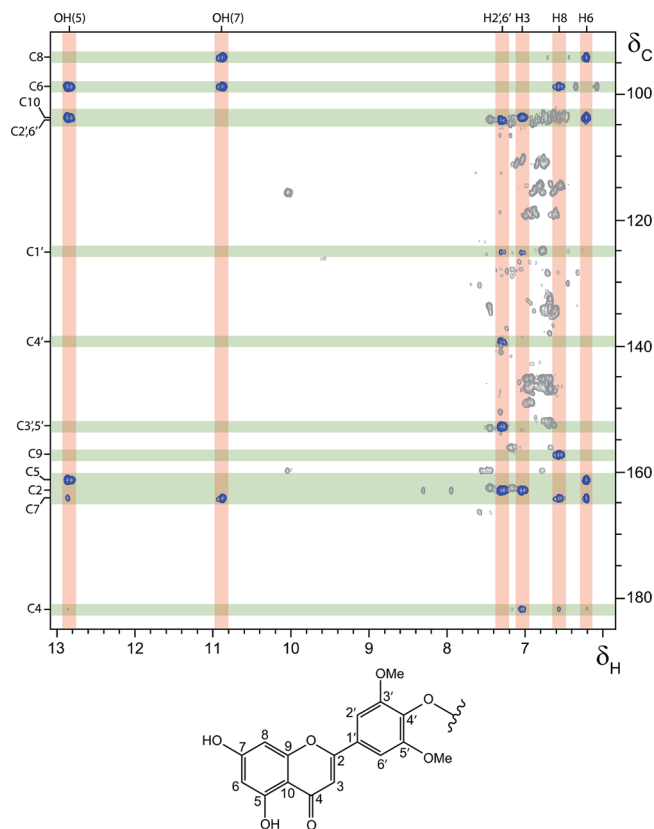 OH(5) OH(7) H2′,6′ H3 H8 H6
δC
C8
C6
C10
C2′,6′
C1′
C4′
C3′,5′
C9
C5
C2
C7
C4
100
120
140
160
180
13 12 11 10 9 8 7
δH
OMe
3′
O
2′
4′
HO 7 8 O 1′
9
5′ OMe
2
6′
6 10 3
5 4
OH O